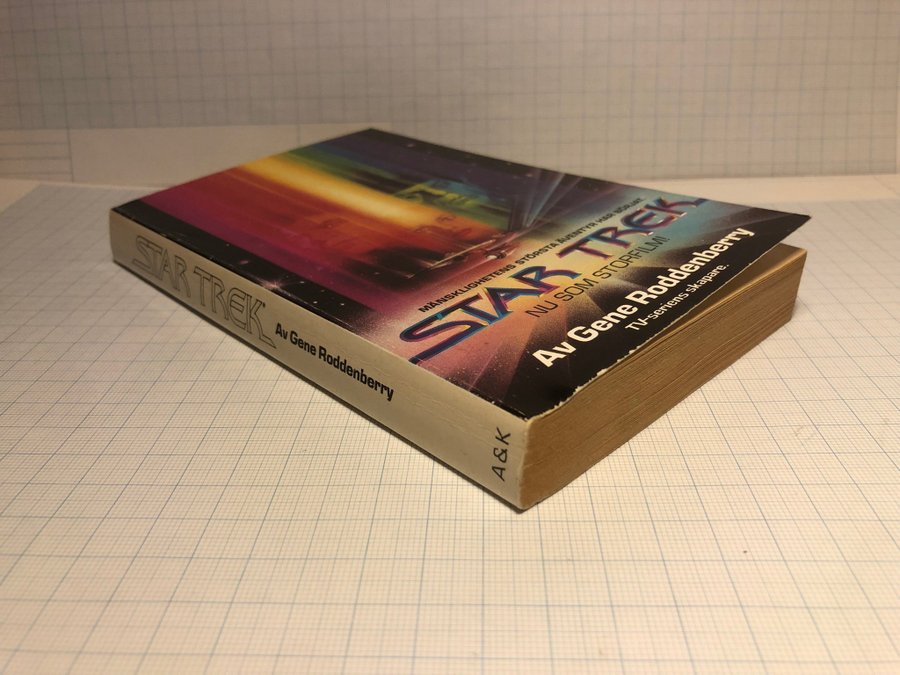 MÄNSKLIGHETENS STÖRSTA ÄVENTYR HAR BÖRJAT.
STAR TREK
NU SOM STORFILM!
Av Gene Roddenberry
TV-seriens skapare.
STAR TREK
Av Gene Roddenberry
A&K